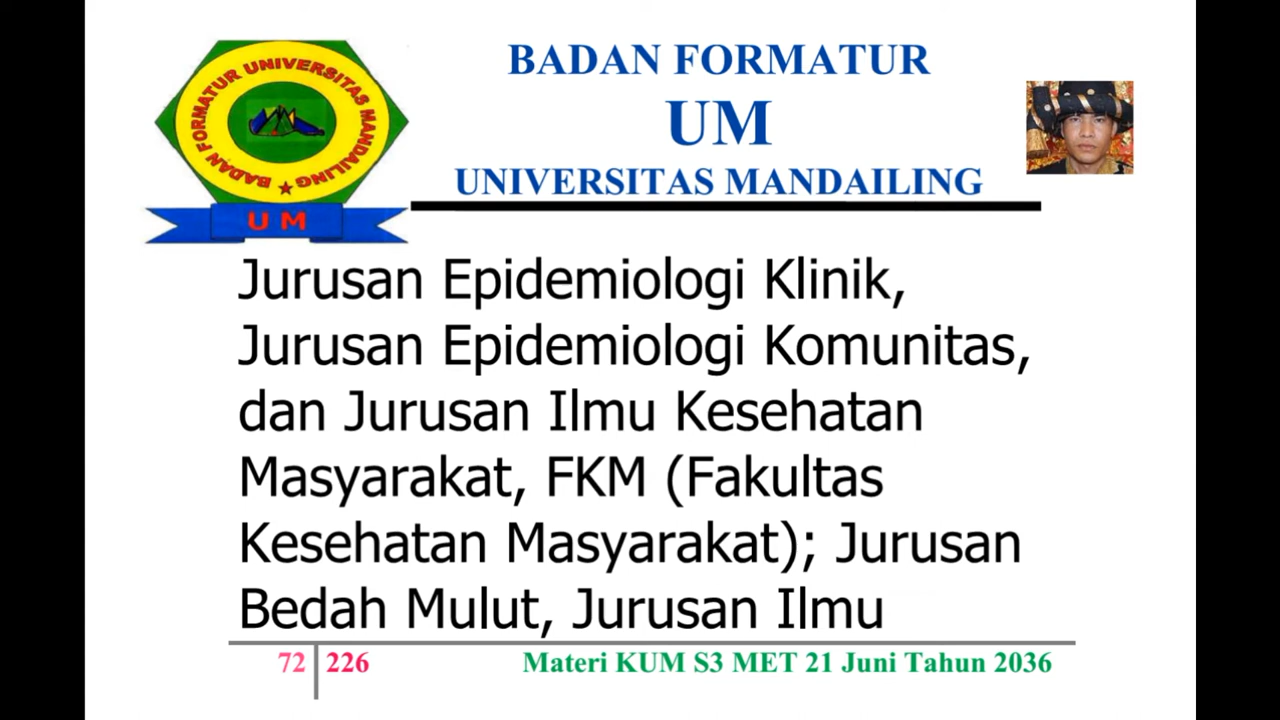 BADAN FORMATUR UNIVERSITAS MANDAILING
UM
BADAN FORMATUR
UM
UNIVERSITAS MANDAILING
Jurusan Epidemiologi Klinik,
Jurusan Epidemiologi Komunitas,
dan Jurusan Ilmu Kesehatan
Masyarakat, FKM (Fakultas
Kesehatan Masyarakat); Jurusan
Bedah Mulut, Jurusan Ilmu
72 226 Materi KUM S3 MET 21 Juni Tahun 2036